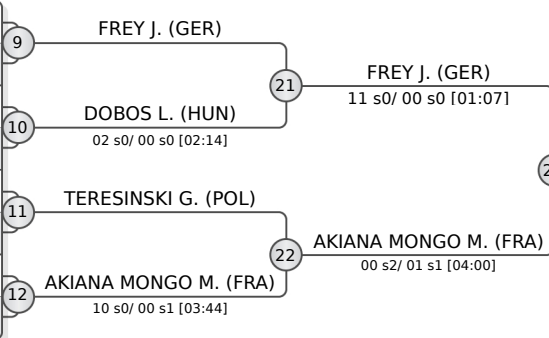 9
FREY J. (GER)
21
FREY J. (GER)
11 s0/ 00 s0 [01:07]
10
DOBOS L. (HUN)
02 s0/ 00 s0 [02:14]
11
TERESINSKI G. (POL)
22
AKIANA MONGO M. (FRA)
00 s2/ 01 s1 [04:00]
12
AKIANA MONGO M. (FRA)
10 s0/ 00 s1 [03:44]